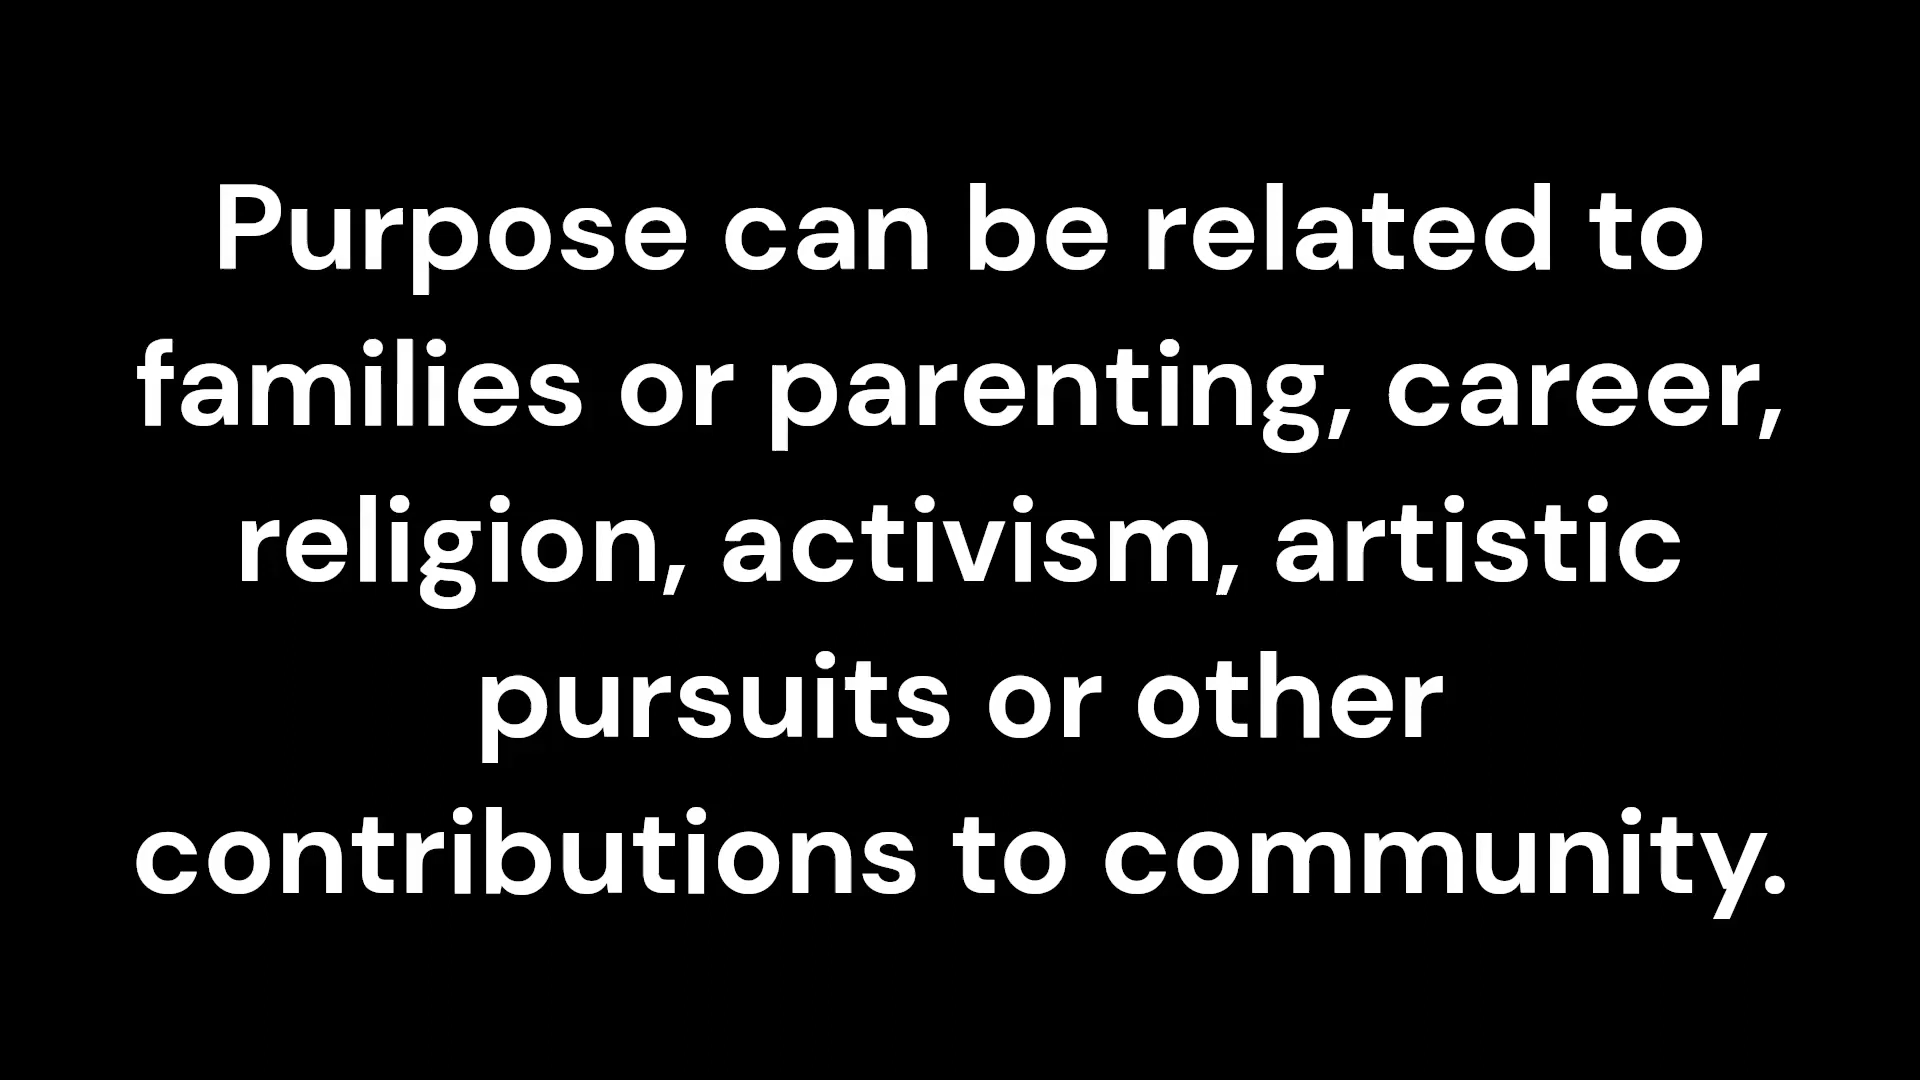 Purpose can be related to
families or parenting, career,
religion, activism, artistic
pursuits or other
contributions to community.